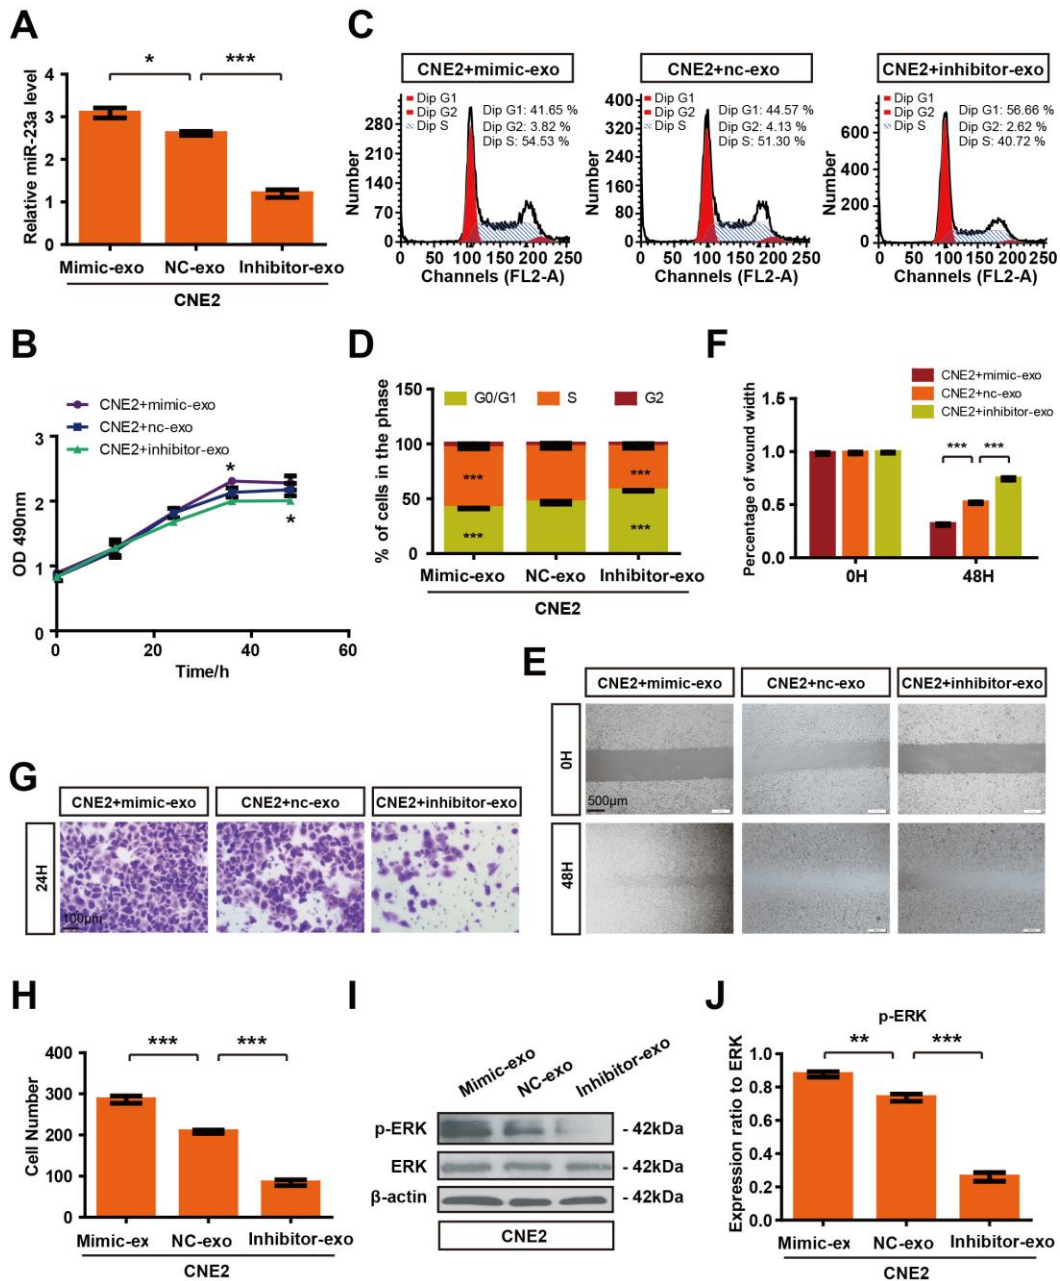 A
Relative miR-23a level
4
3
2
1
0
*
***
Mimic-exo
NC-exo
Inhibitor-exo
CNE2
C
CNE2+mimic-exo
Dip G1
Dip G2
Dip S
Dip G1: 41.65 %
Dip G2: 3.82 %
Dip S: 54.53 %
Number
280
210
140
70
0
0 50 100 150 200 250
Channels (FL2-A)
CNE2+nc-exo
Dip G1
Dip G2
Dip S
Dip G1: 44.57 %
Dip G2: 4.13 %
Dip S: 51.30 %
Number
400
320
360
160
80
0
0 50 100 150 200 250
Channels (FL2-A)
CNE2+inhibitor-exo
Dip G1
Dip G2
Dip S
Dip G1: 56.66 %
Dip G2: 2.62 %
Dip S: 40.72 %
Number
600
400
200
0
0 50 100 150 200 250
Channels (FL2-A)
B
CNE2+mimic-exo
CNE2+nc-exo
CNE2+inhibitor-exo
OD 490nm
3
2
1
0
*
*
0 20 40 60
Time/h
D
G0/G1
S
G2
% of cells in the phase
150
100
50
0
***
***
***
***
Mimic-exo
NC-exo
Inhibitor-exo
CNE2
F
CNE2+mimic-exo
CNE2+nc-exo
CNE2+inhibitor-exo
Percentage of wound width
1.5
1.0
0.5
0.0
***
***
0H
48H
E
CNE2+mimic-exo
CNE2+nc-exo
CNE2+inhibitor-exo
0H
500μm
48H
G
CNE2+mimic-exo
CNE2+nc-exo
CNE2+inhibitor-exo
24H
100μm
H
Cell Number
400
300
200
100
0
***
***
Mimic-ex
NC-exo
Inhibitor-exo
CNE2
I
Mimic-exo
NC-exo
Inhibitor-exo
p-ERK
- 42kDa
ERK
- 42kDa
β-actin
- 42kDa
CNE2
J
p-ERK
Expression ratio to ERK
1.0
0.8
0.6
0.4
0.2
0.0
**
***
Mimic-ex
NC-exo
Inhibitor-exo
CNE2